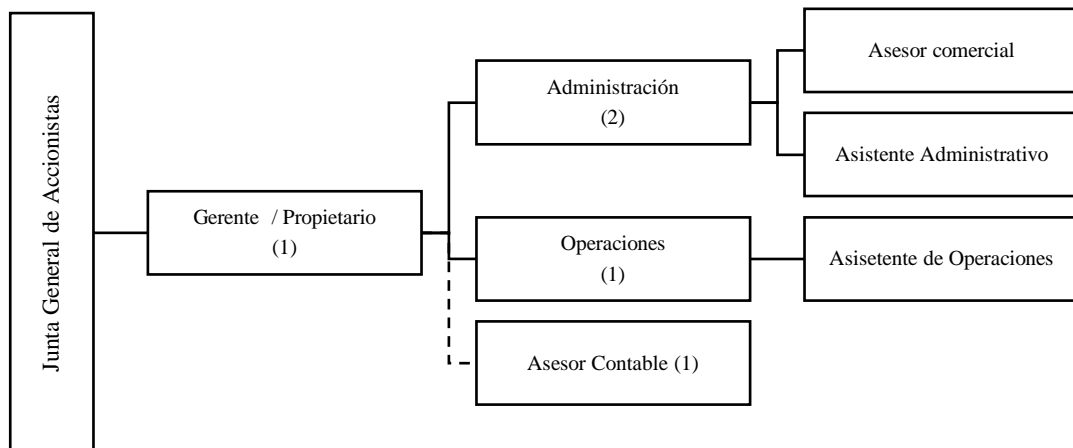 Junta General de Accionistas
Gerente / Propietario
(1)
Administración
(2)
Operaciones
(1)
Asesor Contable (1)
Asesor comercial
Asistente Administrativo
Asisetente de Operaciones